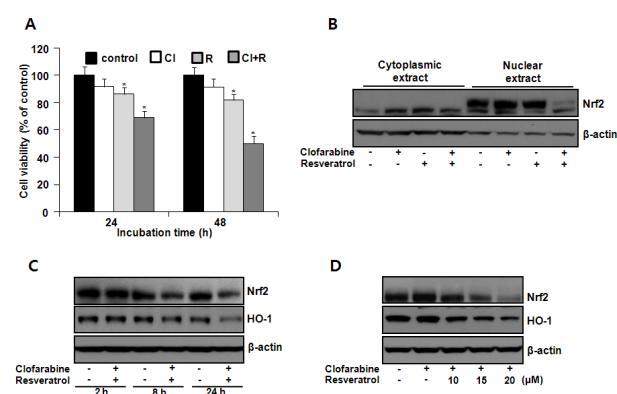 A
control Cl R Cl+R
Cell viability (% of control)
120
100
80
60
40
20
0
* * * *
24 48
Incubation time (h)
B
Cytoplasmic extract Nuclear extract
Nrf2
β-actin
Clofarabine - + - + - + - +
Resveratrol - - + + - - + +
C
Nrf2
HO-1
β-actin
Clofarabine - + - + - +
Resveratrol - + - + - +
2 h 8 h 24 h
D
Nrf2
HO-1
β-actin
Clofarabine - + + + +
Resveratrol - - 10 15 20 (μM)